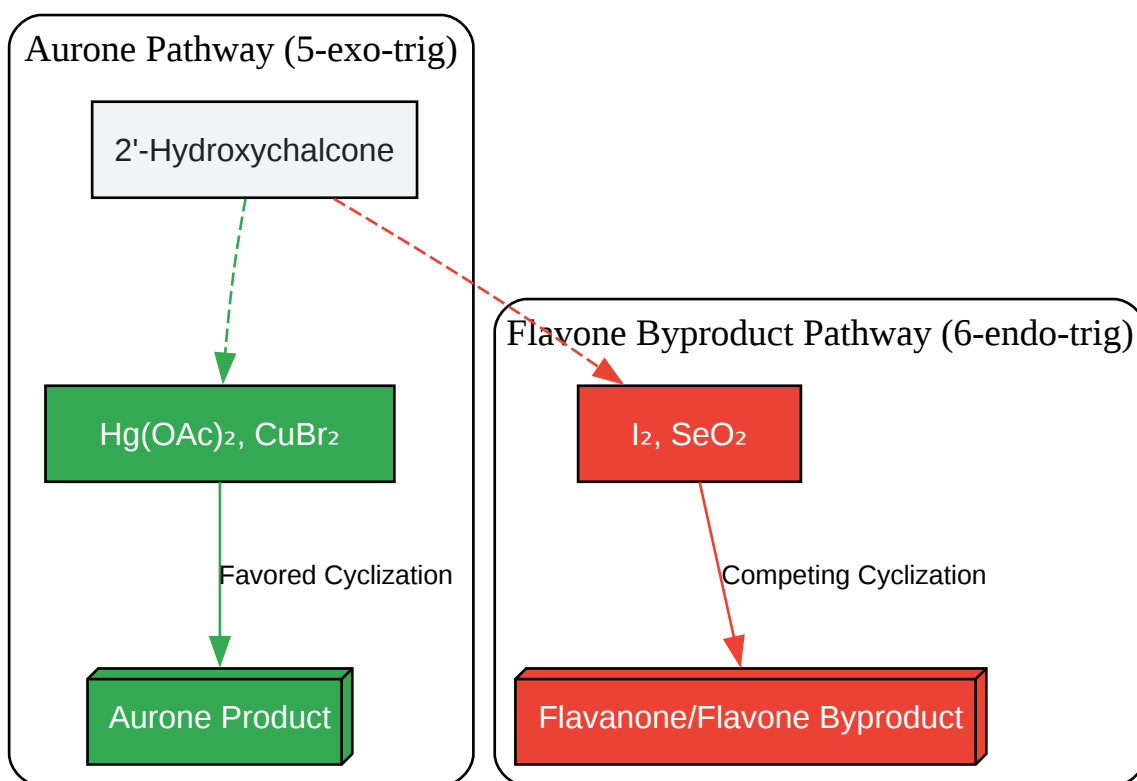 Aurone Pathway (5-exo-trig)
2'-Hydroxychalcone
Flavone Byproduct Pathway (6-endo-trig)
Hg(OAc)₂, CuBr₂
I₂, SeO₂
Favored Cyclization
Competing Cyclization
Aurone Product
Flavanone/Flavone Byproduct